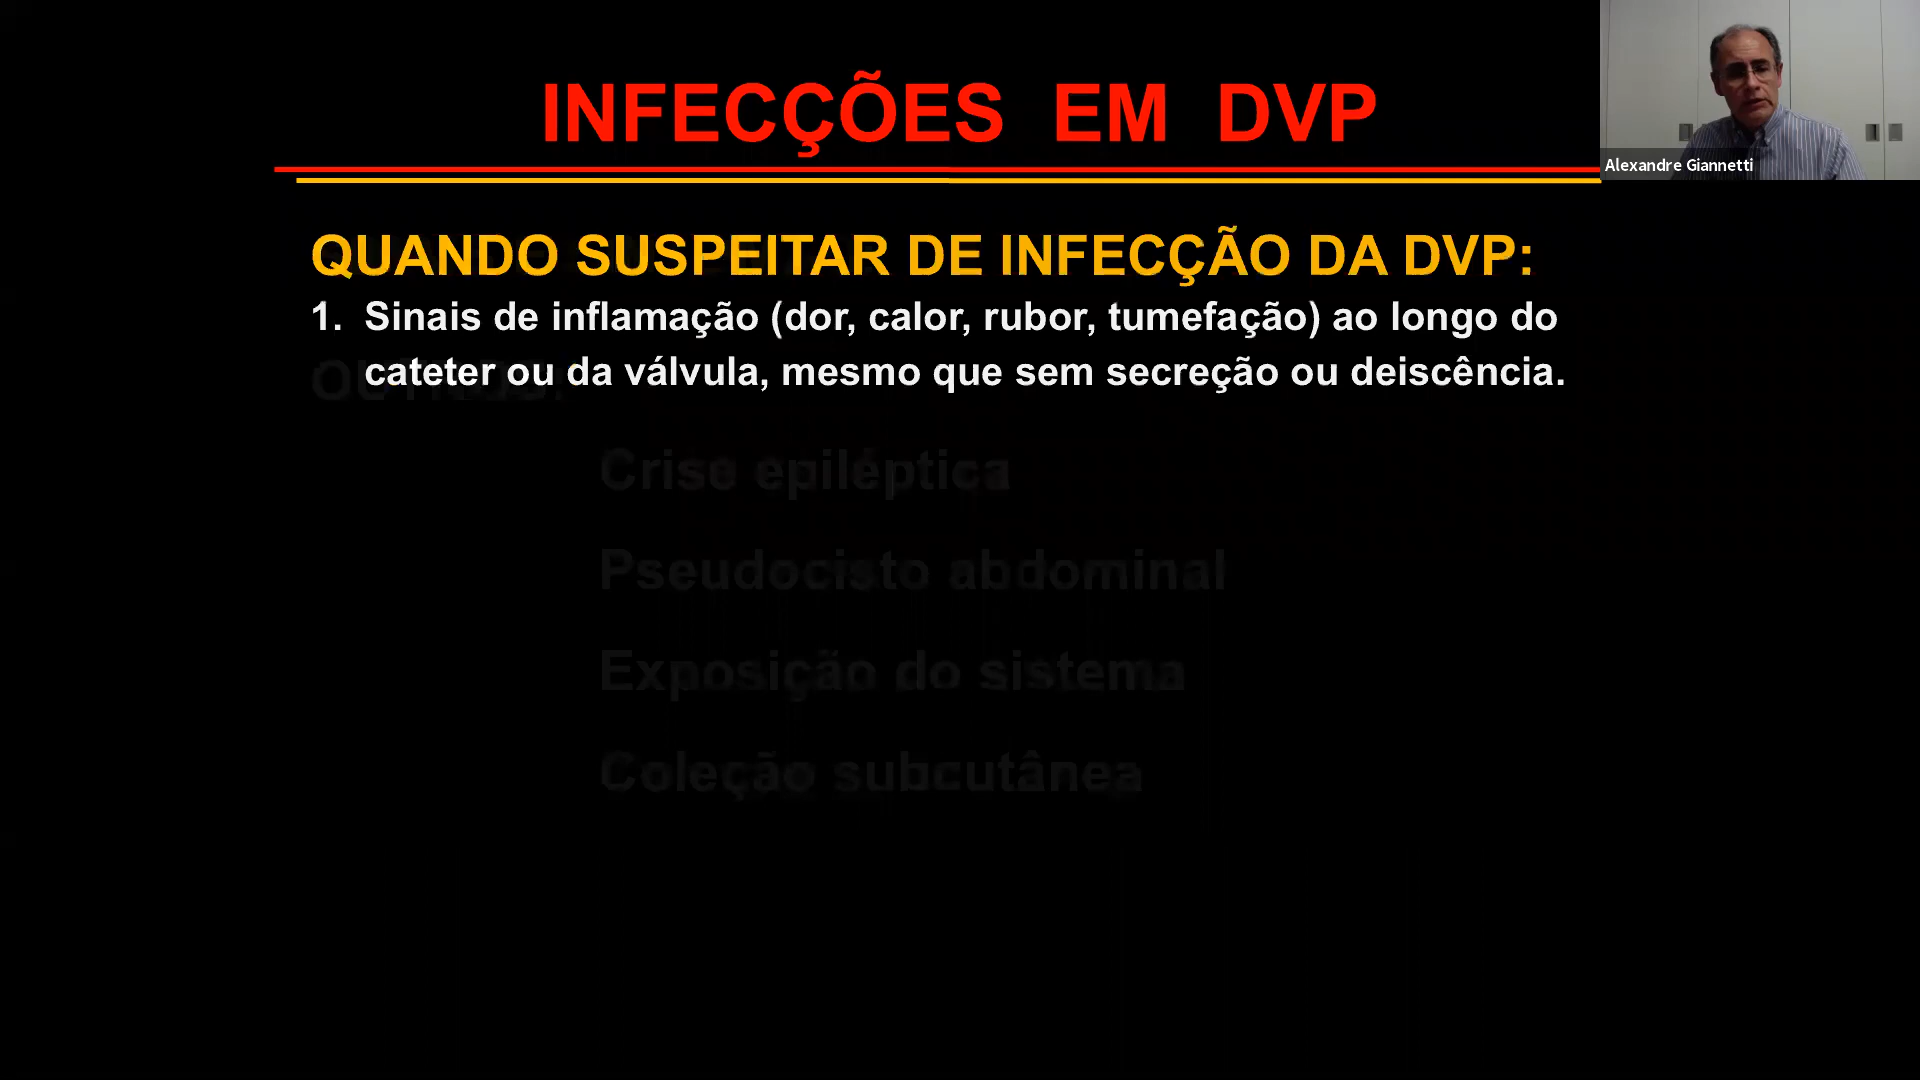 INFECÇÕES EM DVP
Alexandre Giannetti
QUANDO SUSPEITAR DE INFECÇÃO DA DVP:
1. Sinais de inflamação (dor, calor, rubor, tumefação) ao longo do
cateter ou da válvula, mesmo que sem secreção ou deiscência.
OUTROS:
Crise epiléptica
Pseudocisto abdominal
Exposição do sistema
Coleção subcutânea